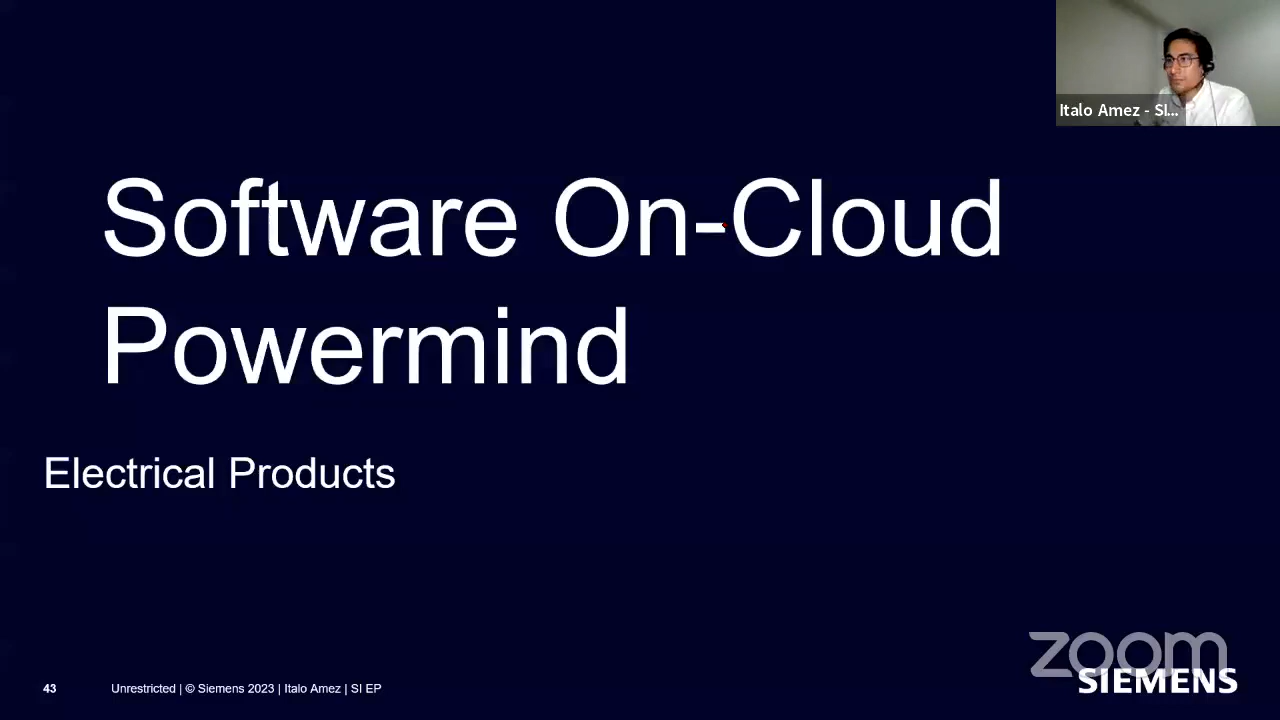 Italo Amez - SI...
Software On-Cloud
Powermind
Electrical Products
zoom
SIEMENS
43
Unrestricted | © Siemens 2023 | Italo Amez | SI EP